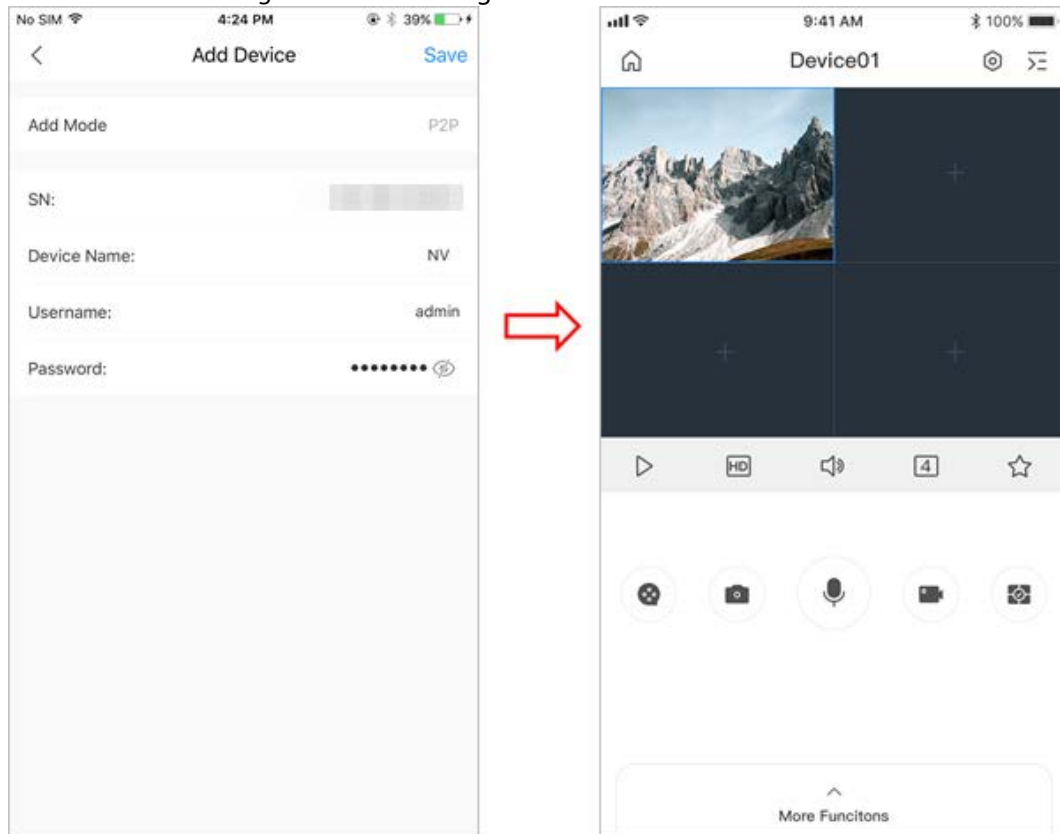 No SIM 4:24 PM 39%
Add Device Save
Add Mode P2P
SN:
Device Name: NV
Username: admin
Password: ••••••••
9:41 AM 100%
Device01
HD 4
More Funcitons